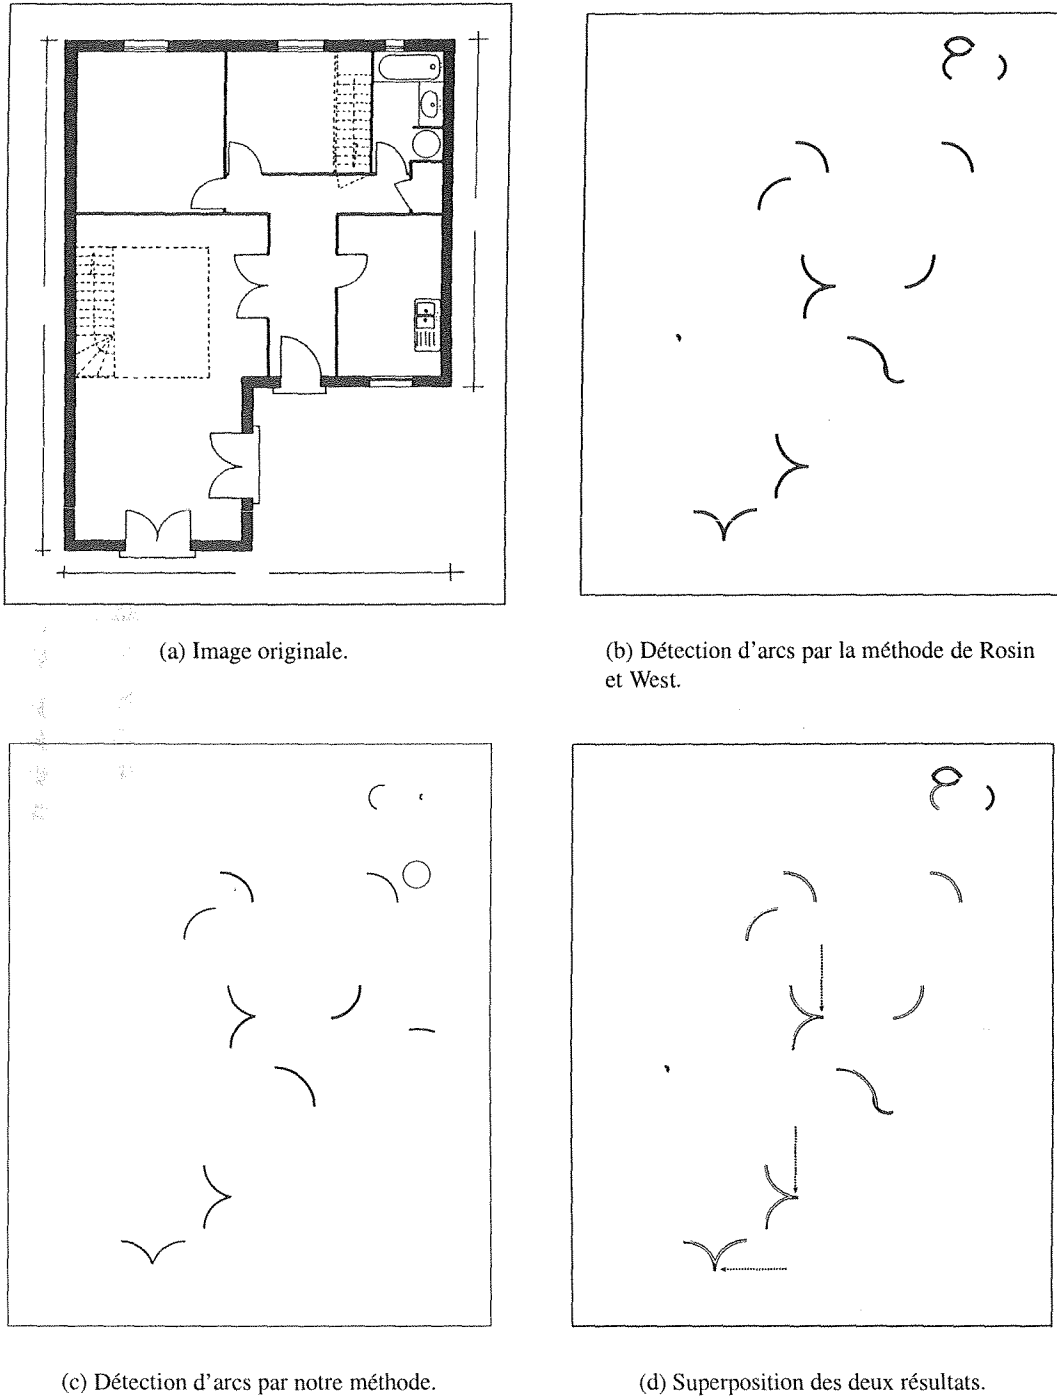 (a) Image originale.
(b) Détection d'arcs par la méthode de Rosin
et West.
(c) Détection d'arcs par notre méthode.
(d) Superposition des deux résultats.